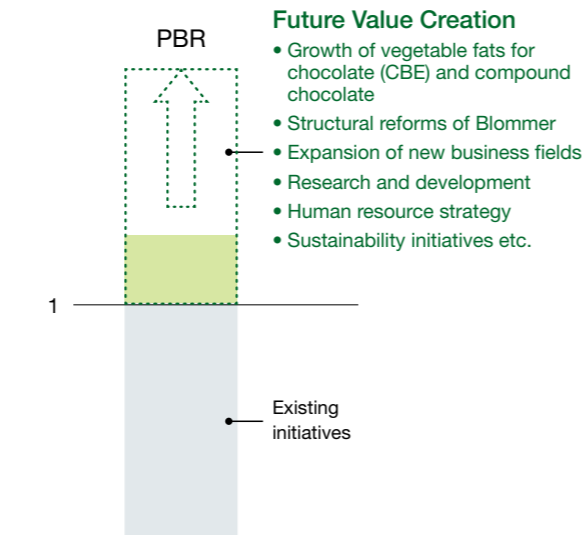 PBR
Future Value Creation
• Growth of vegetable fats for
chocolate (CBE) and compound
chocolate
• Structural reforms of Blommer
• Expansion of new business fields
• Research and development
• Human resource strategy
• Sustainability initiatives etc.
1
Existing
initiatives